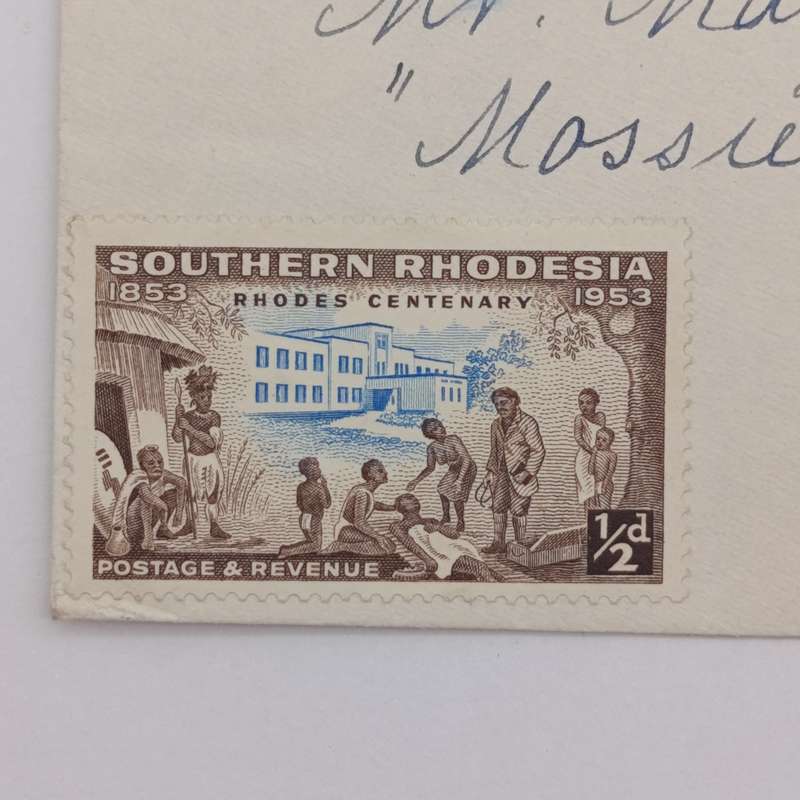 Mr.
"Mossie
SOUTHERN RHODESIA
1853 RHODES CENTENARY 1953
1/2d
POSTAGE & REVENUE